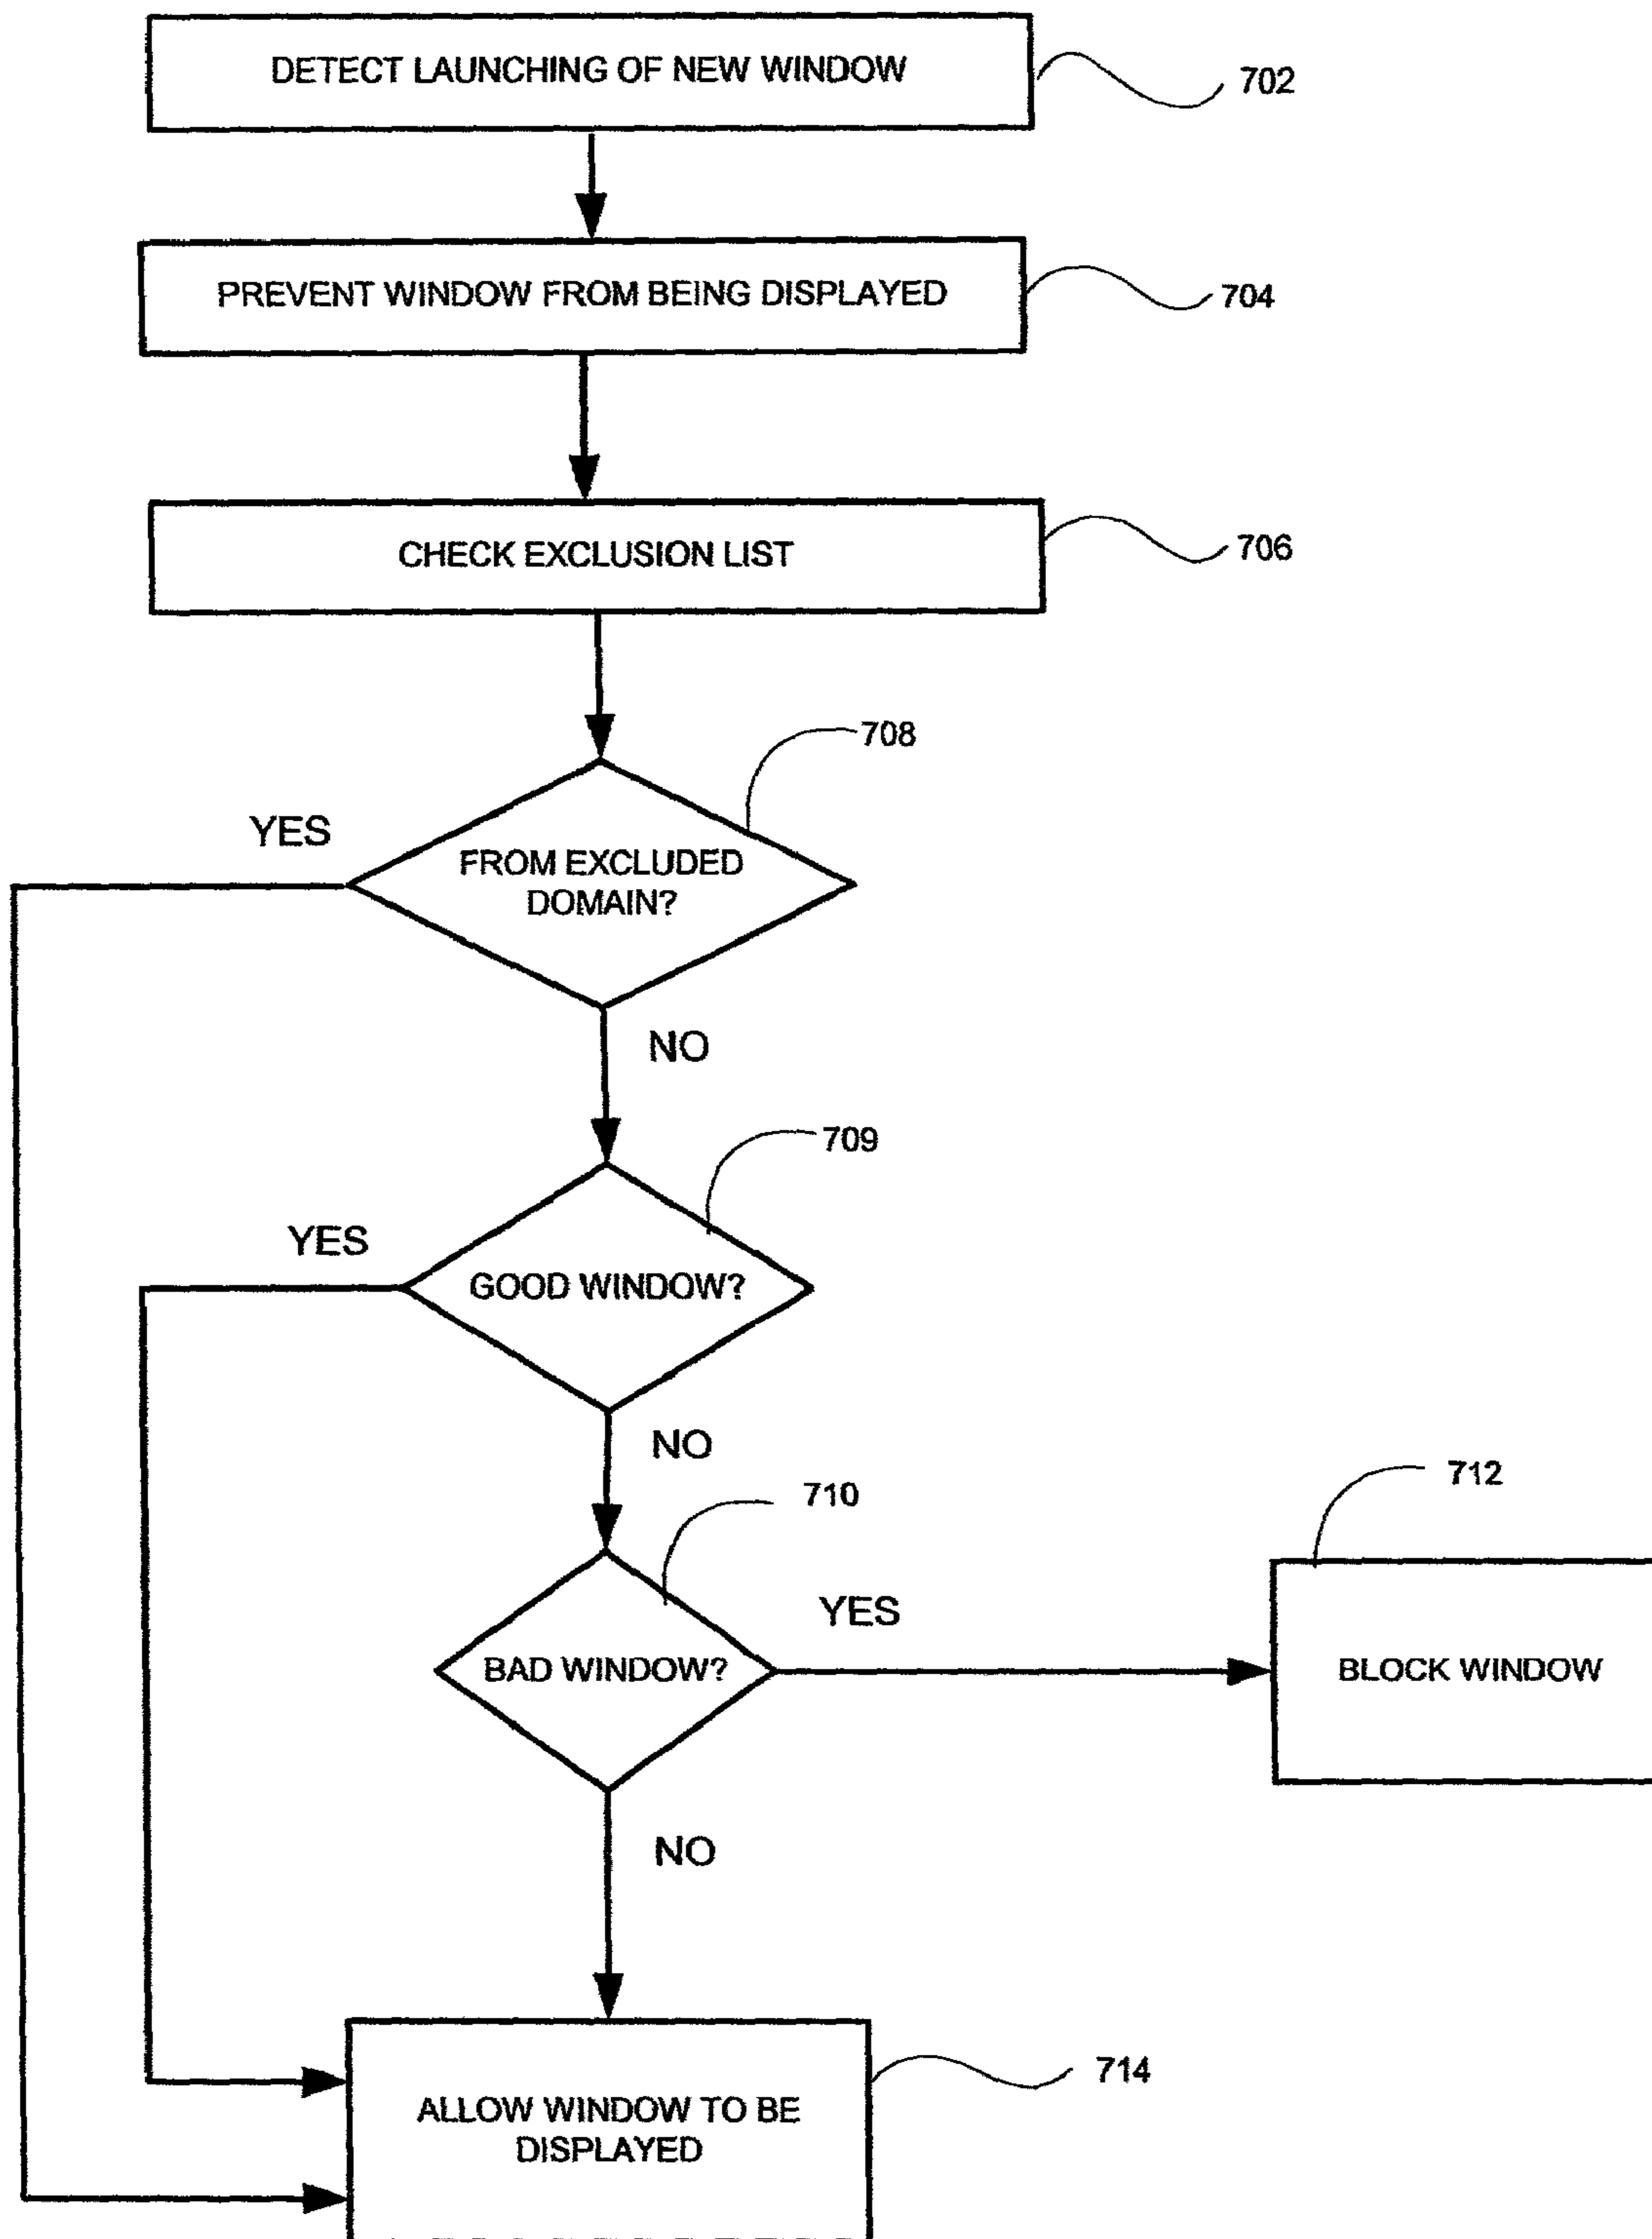 DETECT LAUNCHING OF NEW WINDOW
702
PREVENT WINDOW FROM BEING DISPLAYED
704
CHECK EXCLUSION LIST
706
708
YES
FROM EXCLUDED
DOMAIN?
NO
709
YES
GOOD WINDOW?
NO
710
712
YES
BAD WINDOW?
BLOCK WINDOW
NO
714
ALLOW WINDOW TO BE
DISPLAYED